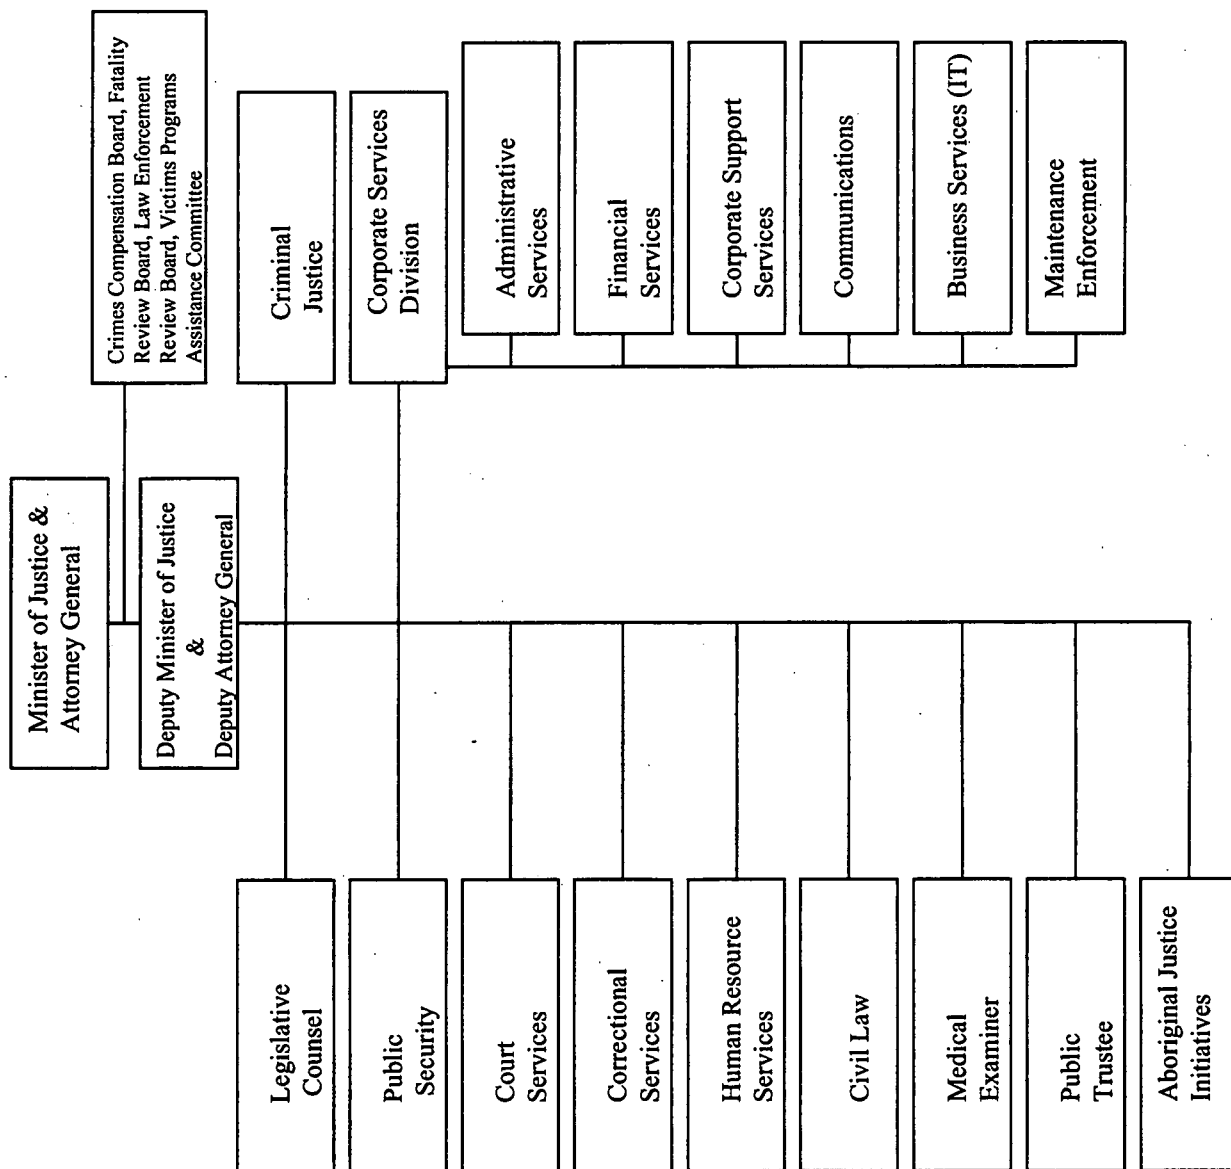 Minister of Justice &
Attorney General
Crimes Compensation Board, Fatality
Review Board, Law Enforcement
Review Board, Victims Programs
Assistance Committee
Deputy Minister of Justice
&
Deputy Attorney General
Legislative
Counsel
Criminal
Justice
Public
Security
Corporate Services
Division
Court
Services
Administrative
Services
Correctional
Services
Financial
Services
Human Resource
Services
Corporate Support
Services
Civil Law
Communications
Medical
Examiner
Business Services (IT)
Public
Trustee
Maintenance
Enforcement
Aboriginal Justice
Initiatives